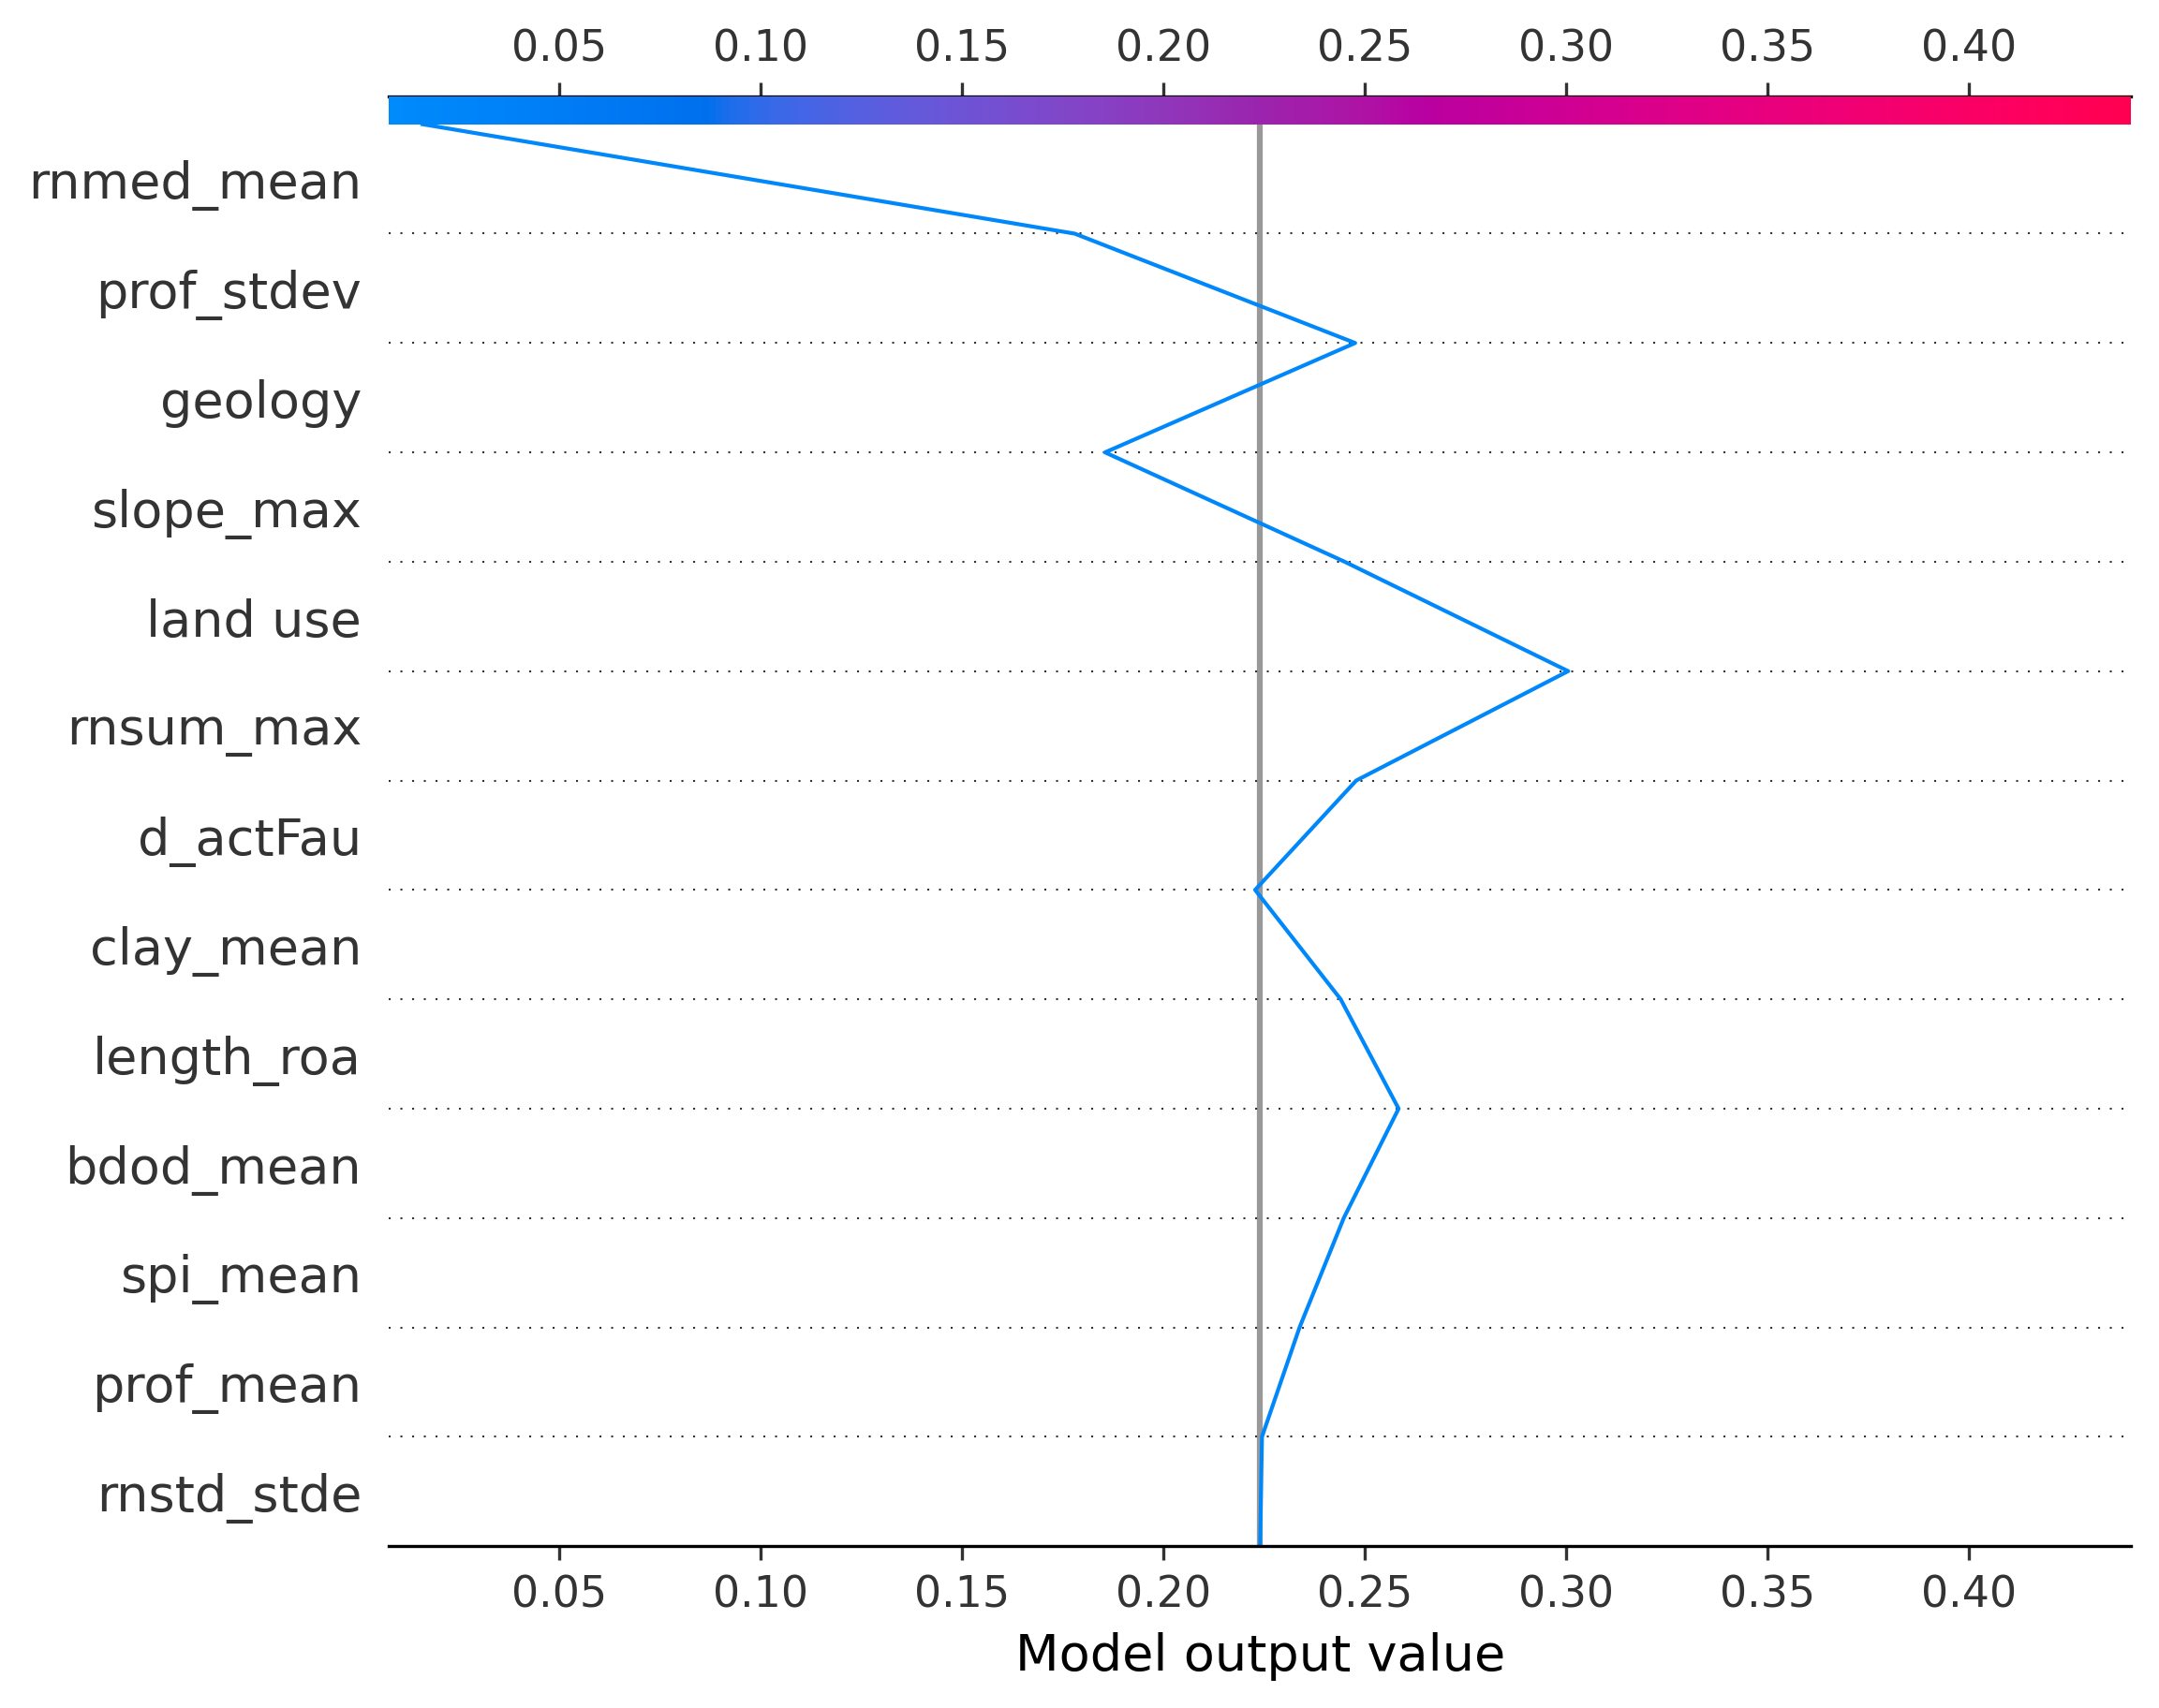 0.05 0.10 0.15 0.20 0.25 0.30 0.35 0.40
rnmed_mean
prof_stdev
geology
slope_max
land use
rnsum_max
d_actFau
clay_mean
length_roa
bdod_mean
spi_mean
prof_mean
rnstd_stde
0.05 0.10 0.15 0.20 0.25 0.30 0.35 0.40
Model output value